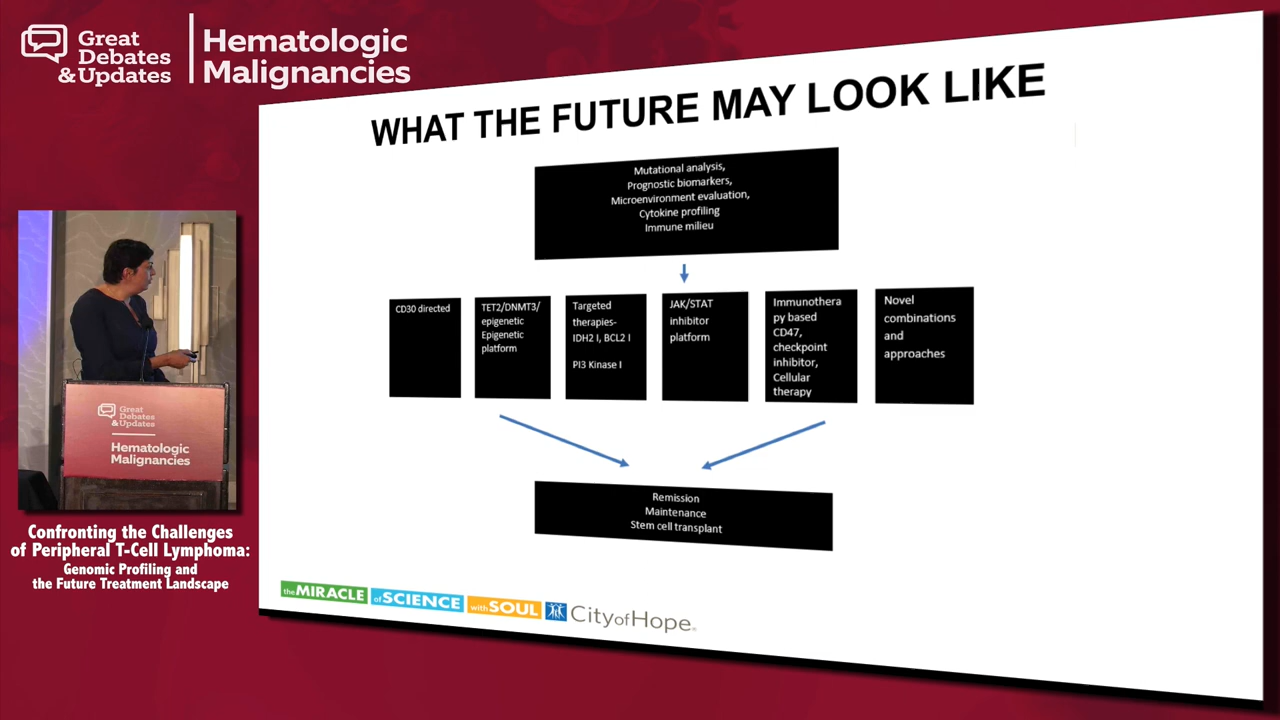 Great
Debates
& Updates
Hematologic
Malignancies
WHAT THE FUTURE MAY LOOK LIKE
Mutational analysis,
Prognostic biomarkers,
Microenvironment evaluation,
Cytokine profiling
Immune milieu
CD30 directed
TET2/DNMT3/
epigenetic
Epigenetic
platform
Targeted
therapies-
IDH2 I, BCL2 I
PI3 Kinase I
JAK/STAT
inhibitor
platform
Immunothera
py based
CD47,
checkpoint
inhibitor,
Cellular
therapy
Novel
combinations
and
approaches
Remission
Maintenance
Stem cell transplant
the MIRACLE of SCIENCE with SOUL City of Hope
Great
Debates
& Updates
Hematologic
Malignancies
Confronting the Challenges
of Peripheral T-Cell Lymphoma:
Genomic Profiling and
the Future Treatment Landscape